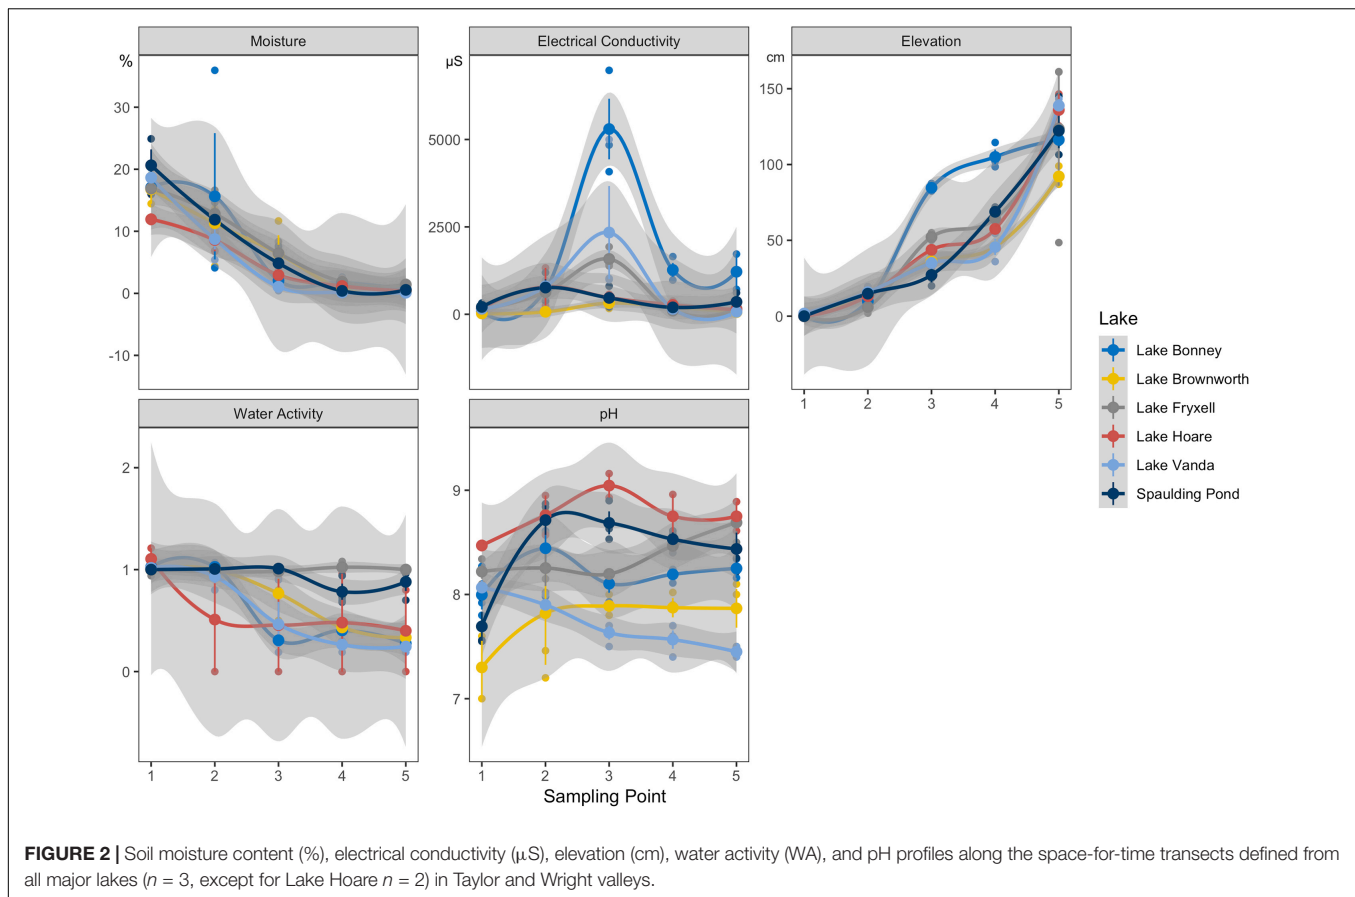 Moisture
Electrical Conductivity
Elevation
%
µS
cm
30
20
10
0
-10
5000
2500
0
150
100
50
0
1 2 3 4 5
Lake
Lake Bonney
Lake Brownworth
Lake Fryxell
Lake Hoare
Lake Vanda
Spaulding Pond
Water Activity
pH
2
1
0
9
8
7
1 2 3 4 5
1 2 3 4 5
Sampling Point
FIGURE 2 | Soil moisture content (%), electrical conductivity (µS), elevation (cm), water activity (WA), and pH profiles along the space-for-time transects defined from
all major lakes (n = 3, except for Lake Hoare n = 2) in Taylor and Wright valleys.